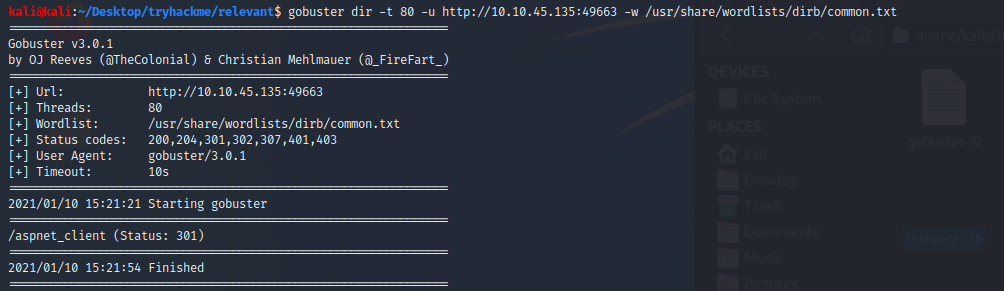 kali@kali:~/Desktop/tryhackme/relevant$ gobuster dir -t 80 -u http://10.10.45.135:49663 -w /usr/share/wordlists/dirb/common.txt
===============================================================
Gobuster v3.0.1
by OJ Reeves (@TheColonial) & Christian Mehlmauer (@_FireFart_)
===============================================================
[+] Url:            http://10.10.45.135:49663
[+] Threads:        80
[+] Wordlist:       /usr/share/wordlists/dirb/common.txt
[+] Status codes:   200,204,301,302,307,401,403
[+] User Agent:     gobuster/3.0.1
[+] Timeout:        10s
===============================================================
2021/01/10 15:21:21 Starting gobuster
===============================================================
/aspnet_client (Status: 301)
===============================================================
2021/01/10 15:21:54 Finished
===============================================================
DEVICES
File System
PLACES
kali
Desktop
Trash
Documents
Music
Pictures
gobuster-0
relevant.ctb